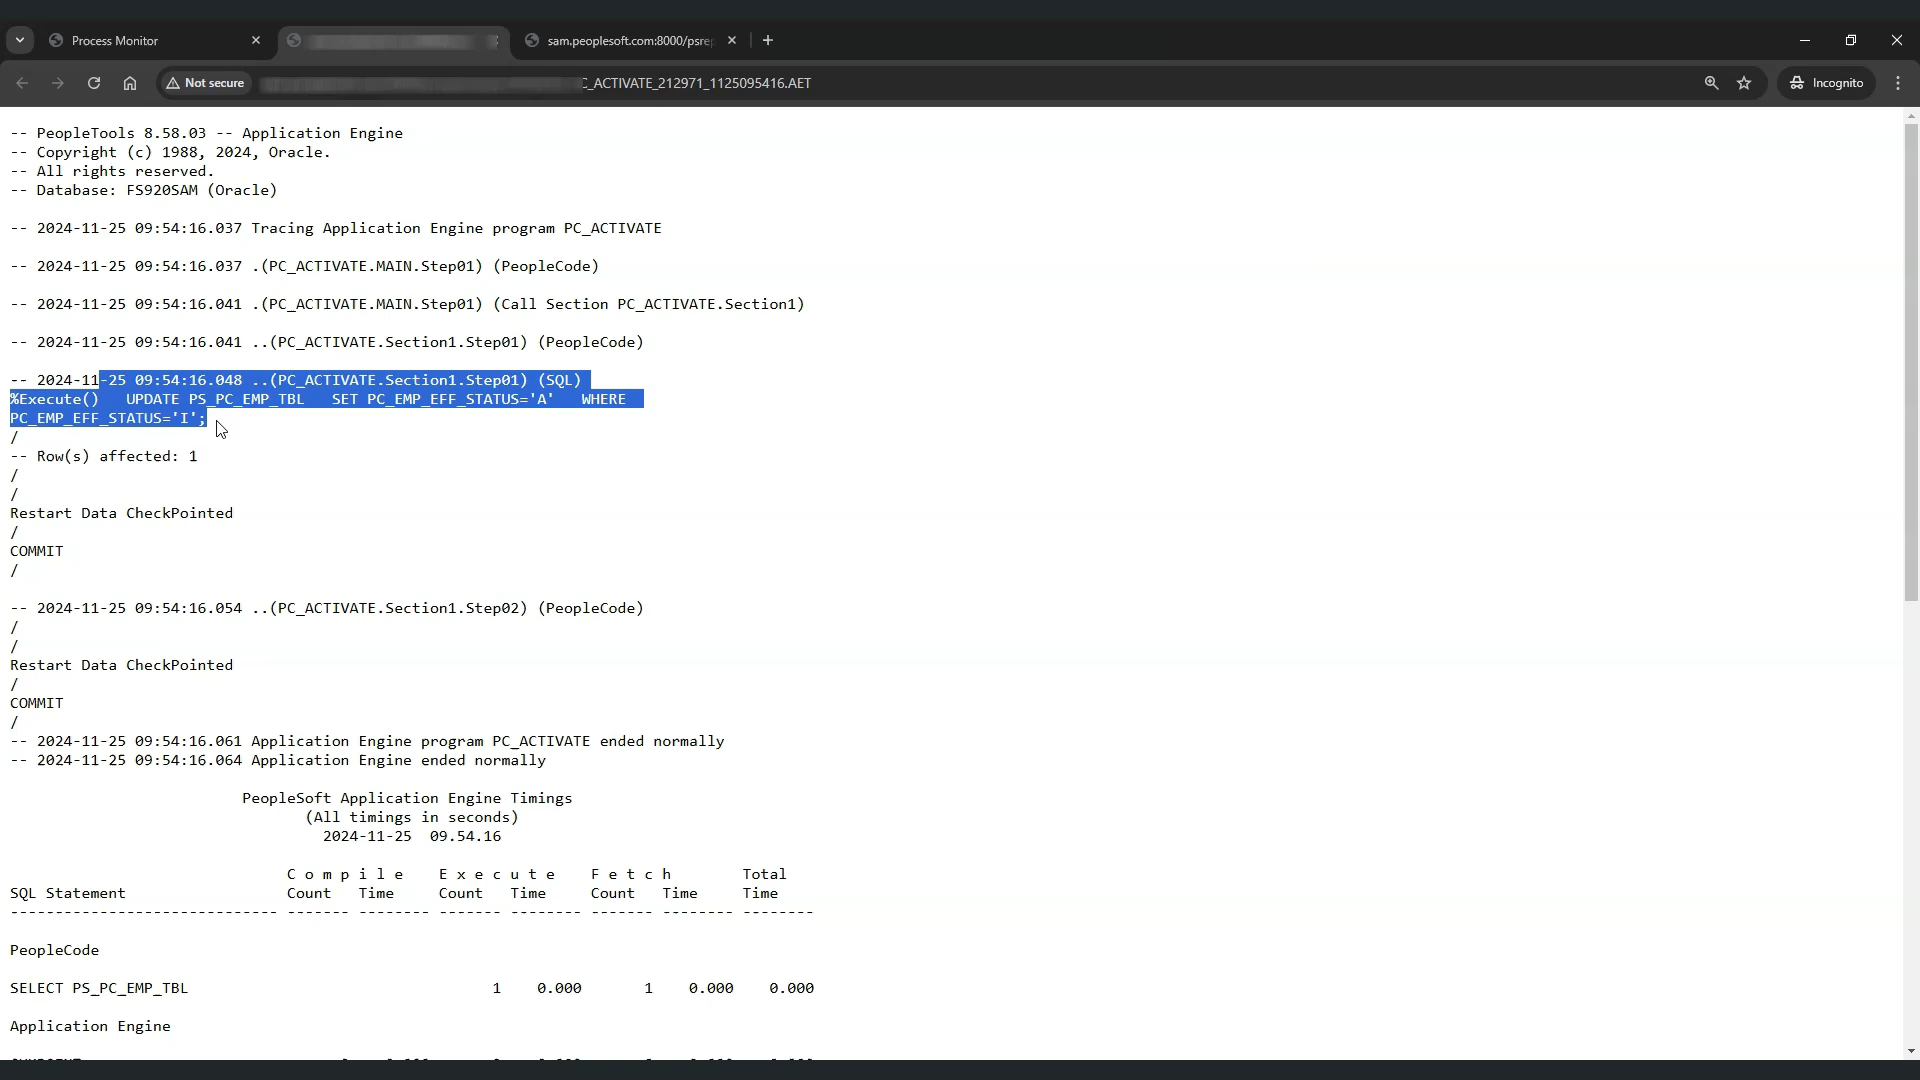 Process Monitor
sam.peoplesoft.com:8000/psrep
Not secure
C_ACTIVATE_212971_1125095416.AET
Incognito
-- PeopleTools 8.58.03 -- Application Engine
-- Copyright (c) 1988, 2024, Oracle.
-- All rights reserved.
-- Database: FS920SAM (Oracle)
-- 2024-11-25 09:54:16.037 Tracing Application Engine program PC_ACTIVATE
-- 2024-11-25 09:54:16.037 .(PC_ACTIVATE.MAIN.Step01) (PeopleCode)
-- 2024-11-25 09:54:16.041 .(PC_ACTIVATE.MAIN.Step01) (Call Section PC_ACTIVATE.Section1)
-- 2024-11-25 09:54:16.041 ..(PC_ACTIVATE.Section1.Step01) (PeopleCode)
-- 2024-11-25 09:54:16.048 ..(PC_ACTIVATE.Section1.Step01) (SQL)
%Execute()   UPDATE PS_PC_EMP_TBL   SET PC_EMP_EFF_STATUS='A'   WHERE
PC_EMP_EFF_STATUS='I';
/
-- Row(s) affected: 1
/
/
Restart Data CheckPointed
/
COMMIT
/
-- 2024-11-25 09:54:16.054 ..(PC_ACTIVATE.Section1.Step02) (PeopleCode)
/
/
Restart Data CheckPointed
/
COMMIT
/
-- 2024-11-25 09:54:16.061 Application Engine program PC_ACTIVATE ended normally
-- 2024-11-25 09:54:16.064 Application Engine ended normally
PeopleSoft Application Engine Timings
(All timings in seconds)
2024-11-25  09.54.16
C o m p i l e    E x e c u t e    F e t c h        Total
SQL Statement                  Count   Time     Count   Time     Count   Time     Time
------------------------------ ------- -------- ------- -------- ------- -------- --------
PeopleCode
SELECT PS_PC_EMP_TBL                                  1    0.000       1    0.000    0.000
Application Engine